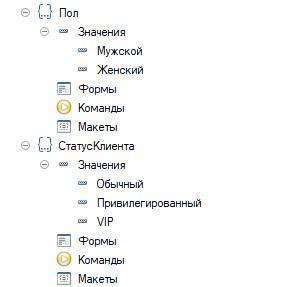 Пол
Значения
Мужской
Женский
Формы
Команды
Макеты
СтатусКлиента
Значения
Обычный
Привилегированный
VIP
Формы
Команды
Макеты